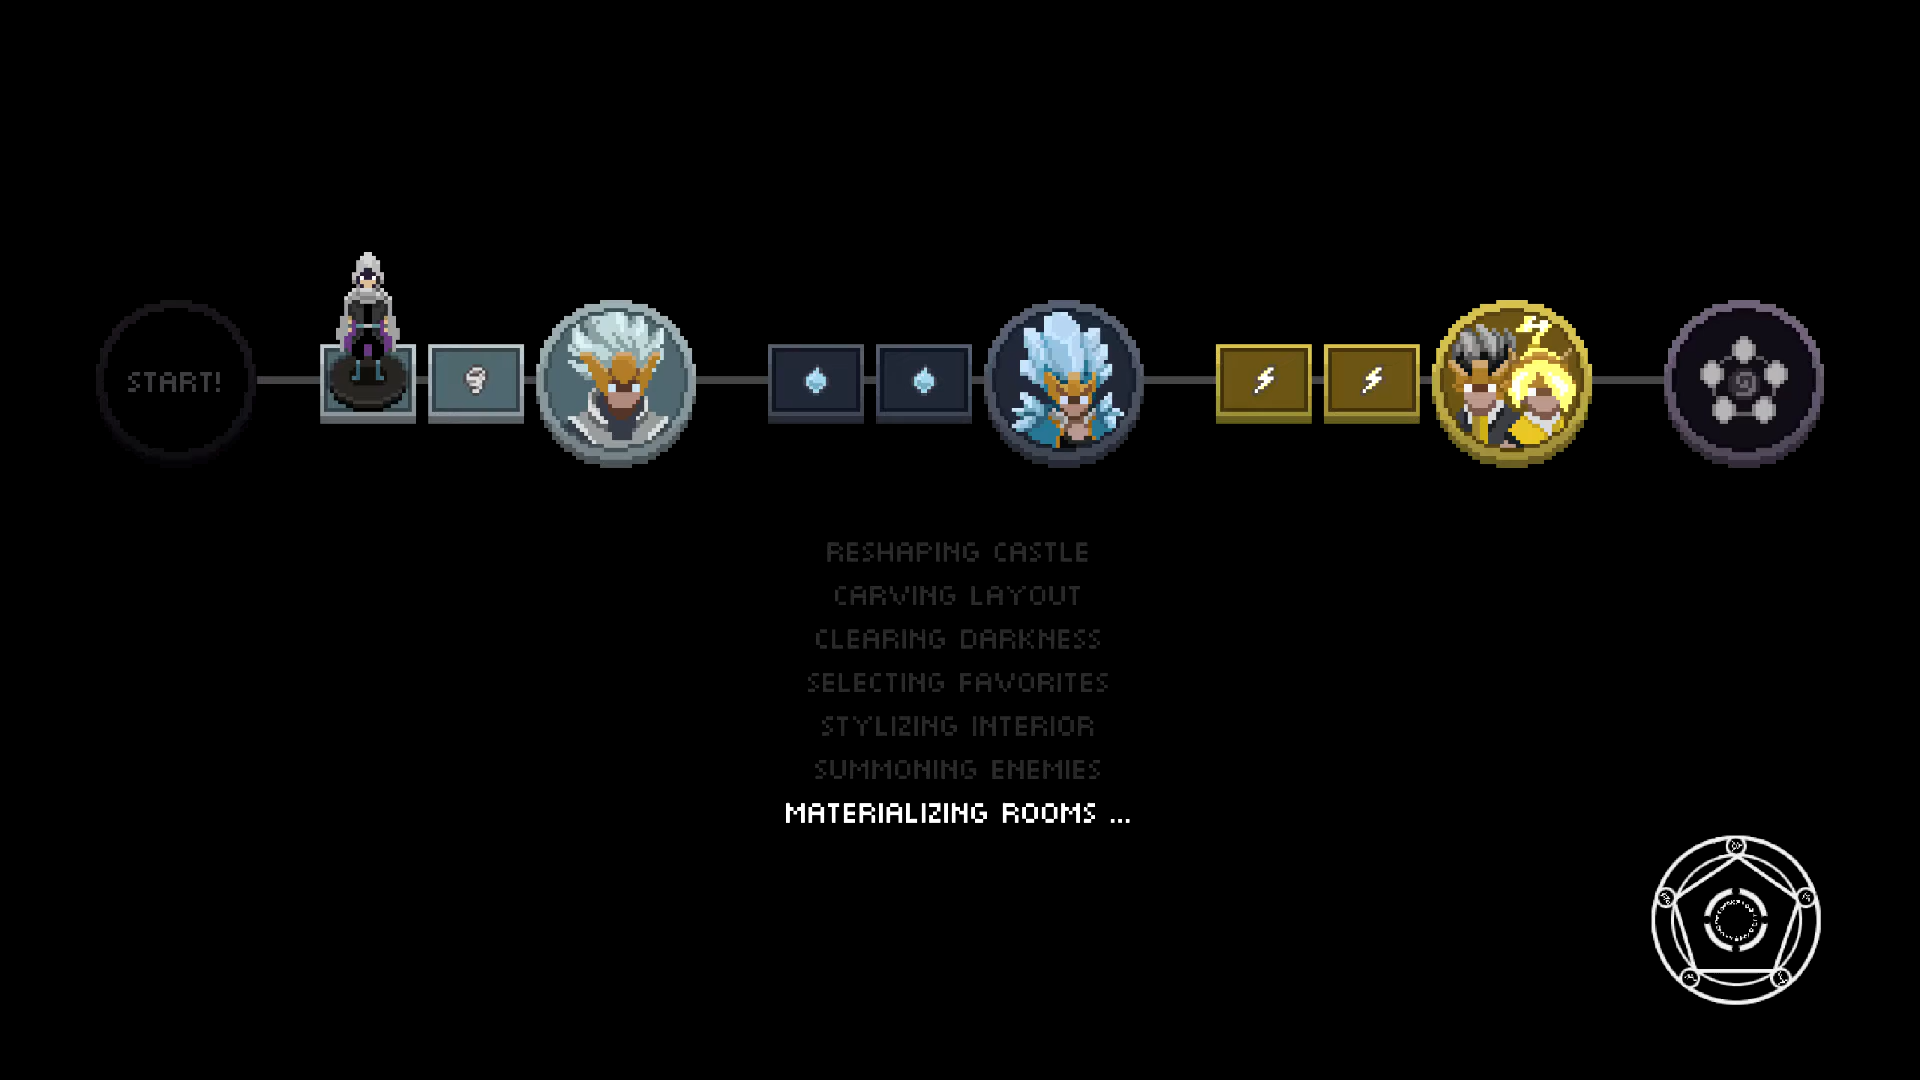 START!
RESHAPING CASTLE
CARVING LAYOUT
CLEARING DARKNESS
SELECTING FAVORITES
STYLIZING INTERIOR
SUMMONING ENEMIES
MATERIALIZING ROOMS ...